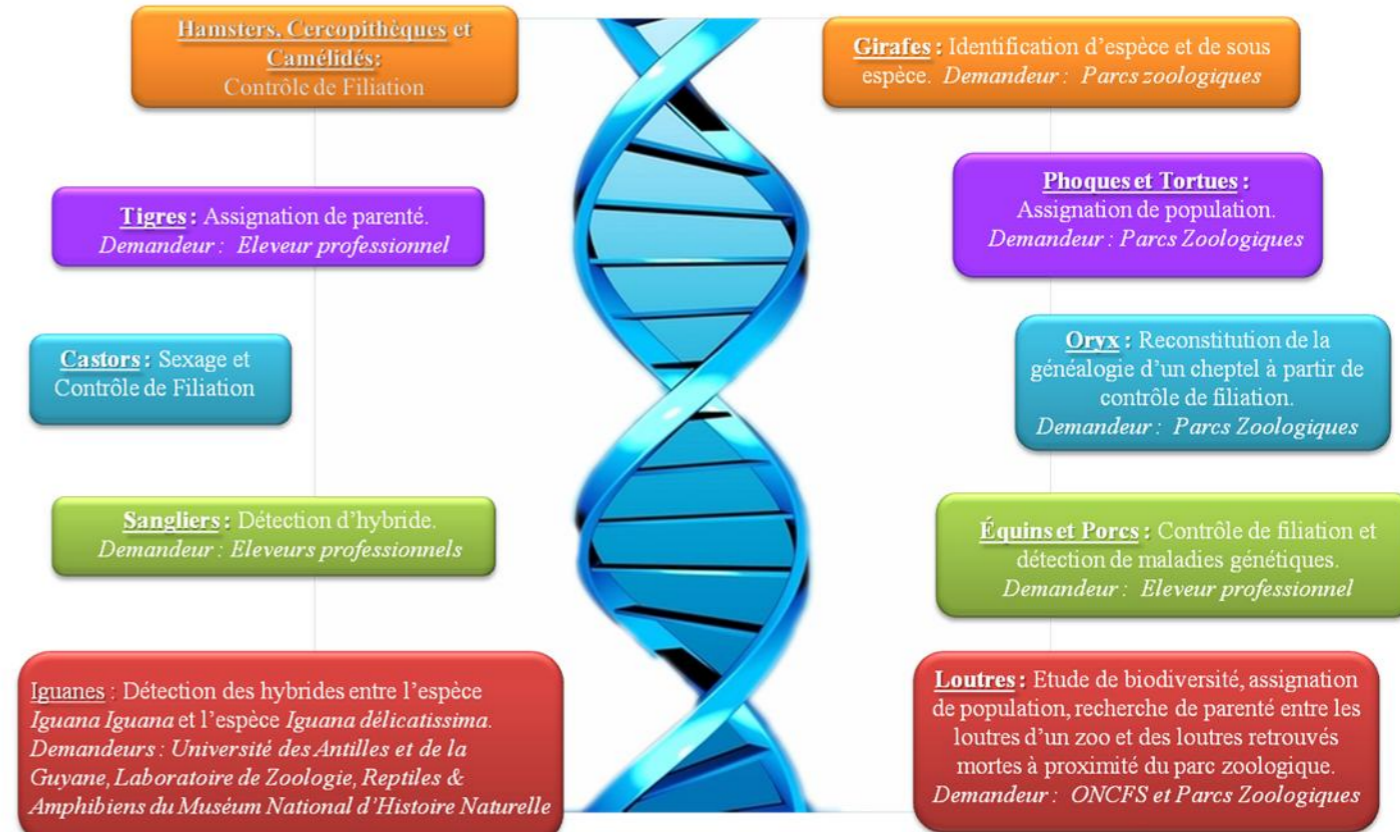 Hamsters, Cercopithèques et
Camélidés:
Contrôle de Filiation
Girafes : Identification d'espèce et de sous
espèce. Demandeur : Parcs zoologiques
Tigres : Assignation de parenté.
Demandeur : Eleveur professionnel
Phoques et Tortues :
Assignation de population.
Demandeur : Parcs Zoologiques
Castors : Sexage et
Contrôle de Filiation
Oryx : Reconstitution de la
généalogie d'un cheptel à partir de
contrôle de filiation.
Demandeur : Parcs Zoologiques
Sangliers : Détection d'hybride.
Demandeur : Eleveurs professionnels
Équins et Porcs : Contrôle de filiation et
détection de maladies génétiques.
Demandeur : Eleveur professionnel
Iguanes : Détection des hybrides entre l'espèce
Iguana Iguana et l'espèce Iguana délicatissima.
Demandeurs : Université des Antilles et de la
Guyane, Laboratoire de Zoologie, Reptiles &
Amphibiens du Muséum National d'Histoire Naturelle
Loutres : Etude de biodiversité, assignation
de population, recherche de parenté entre les
loutres d'un zoo et des loutres retrouvés
mortes à proximité du parc zoologique.
Demandeur : ONCFS et Parcs Zoologiques